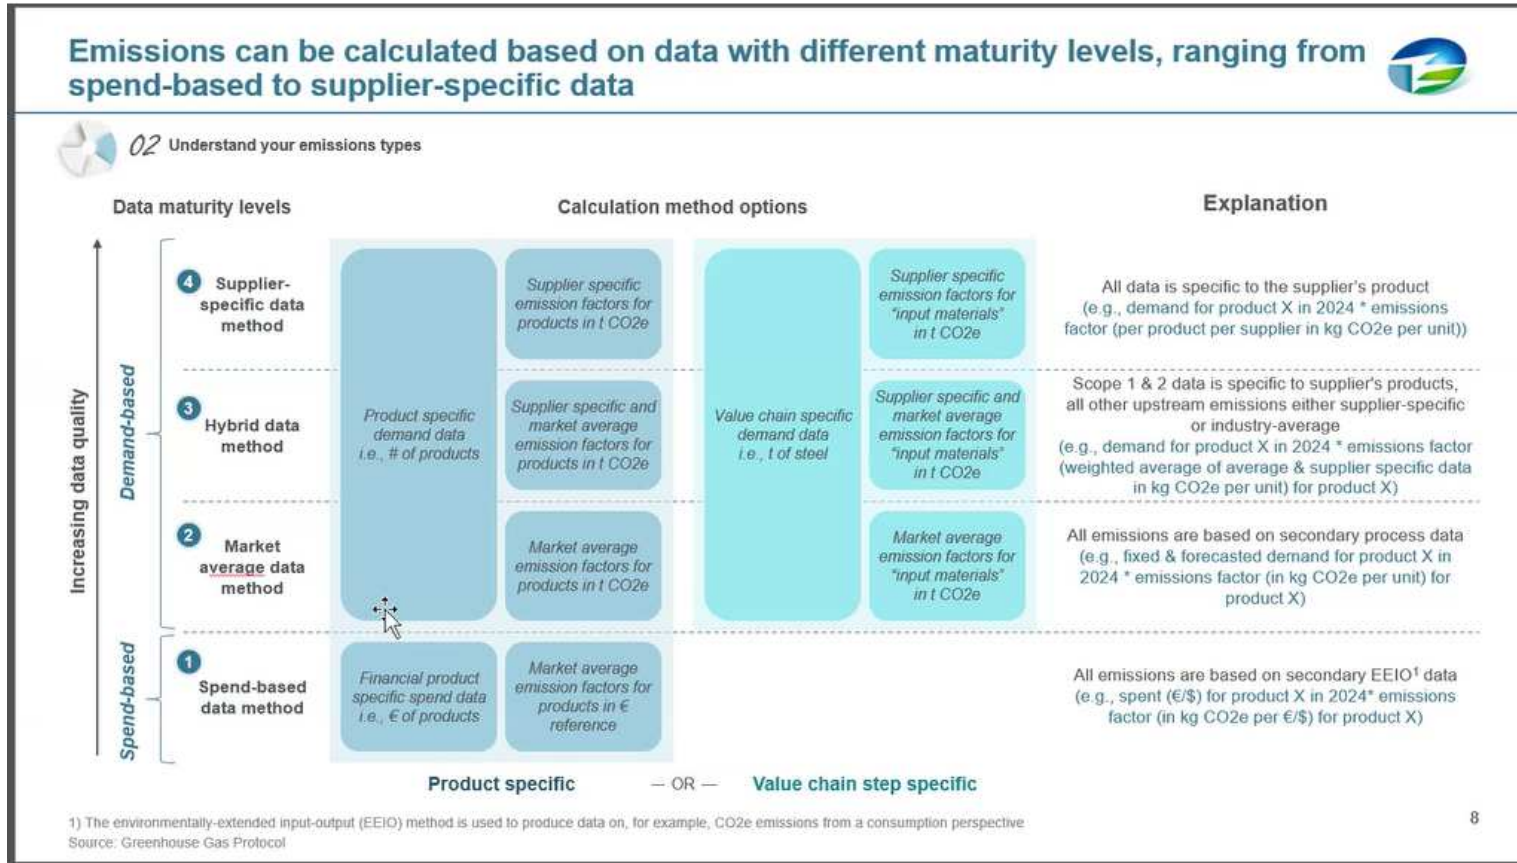 Emissions can be calculated based on data with different maturity levels, ranging from
spend-based to supplier-specific data
02 Understand your emissions types
Data maturity levels
Calculation method options
Explanation
Increasing data quality
Demand-based
Spend-based
4 Supplier-
specific data
method
Supplier specific
emission factors for
products in t CO2e
Supplier specific
emission factors for
"input materials"
in t CO2e
All data is specific to the supplier's product
(e.g., demand for product X in 2024 * emissions
factor (per product per supplier in kg CO2e per unit))
3 Hybrid data
method
Product specific
demand data
i.e., # of products
Supplier specific and
market average
emission factors for
products in t CO2e
Value chain specific
demand data
i.e., t of steel
Supplier specific and
market average
emission factors for
"input materials"
in t CO2e
Scope 1 & 2 data is specific to supplier's products,
all other upstream emissions either supplier-specific
or industry-average
(e.g., demand for product X in 2024 * emissions factor
(weighted average of average & supplier specific data
in kg CO2e per unit) for product X)
2 Market
average data
method
Market average
emission factors for
products in t CO2e
Market average
emission factors for
"input materials"
in t CO2e
All emissions are based on secondary process data
(e.g., fixed & forecasted demand for product X in
2024 * emissions factor (in kg CO2e per unit) for
product X)
1 Spend-based
data method
Financial product
specific spend data
i.e., € of products
Market average
emission factors for
products in €
reference
All emissions are based on secondary EEIO¹ data
(e.g., spent (€/$) for product X in 2024* emissions
factor (in kg CO2e per €/$) for product X)
Product specific — OR — Value chain step specific
1) The environmentally-extended input-output (EEIO) method is used to produce data on, for example, CO2e emissions from a consumption perspective
Source: Greenhouse Gas Protocol
8